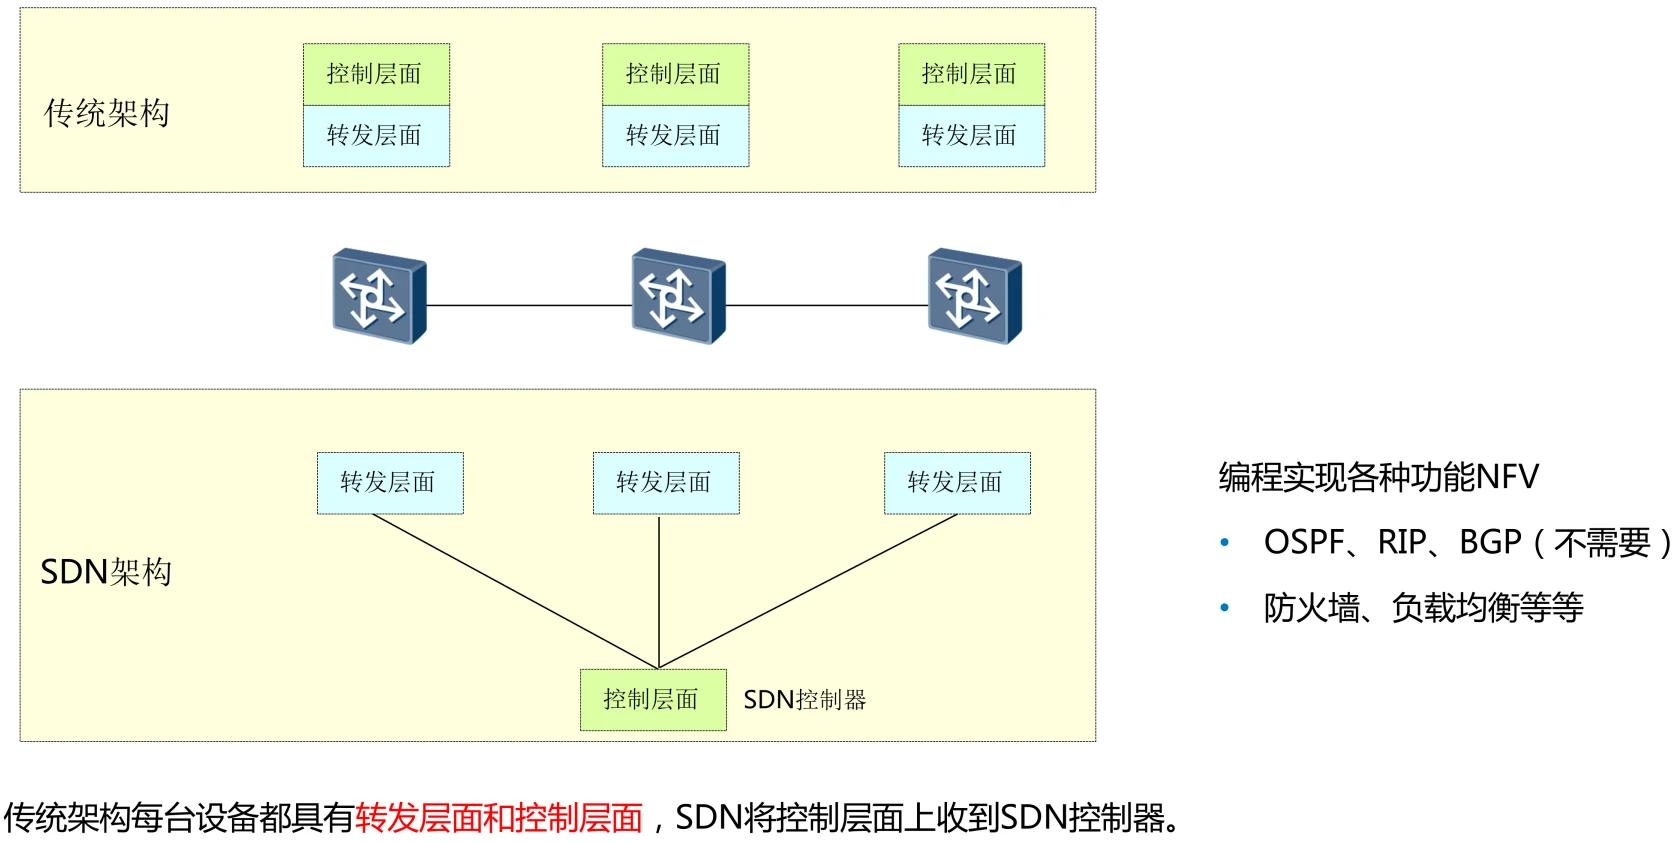 控制层面
控制层面
控制层面
传统架构
转发层面
转发层面
转发层面
转发层面
转发层面
转发层面
SDN架构
控制层面
SDN控制器
编程实现各种功能NFV
• OSPF、RIP、BGP（不需要）
• 防火墙、负载均衡等等
传统架构每台设备都具有转发层面和控制层面，SDN将控制层面上收到SDN控制器。